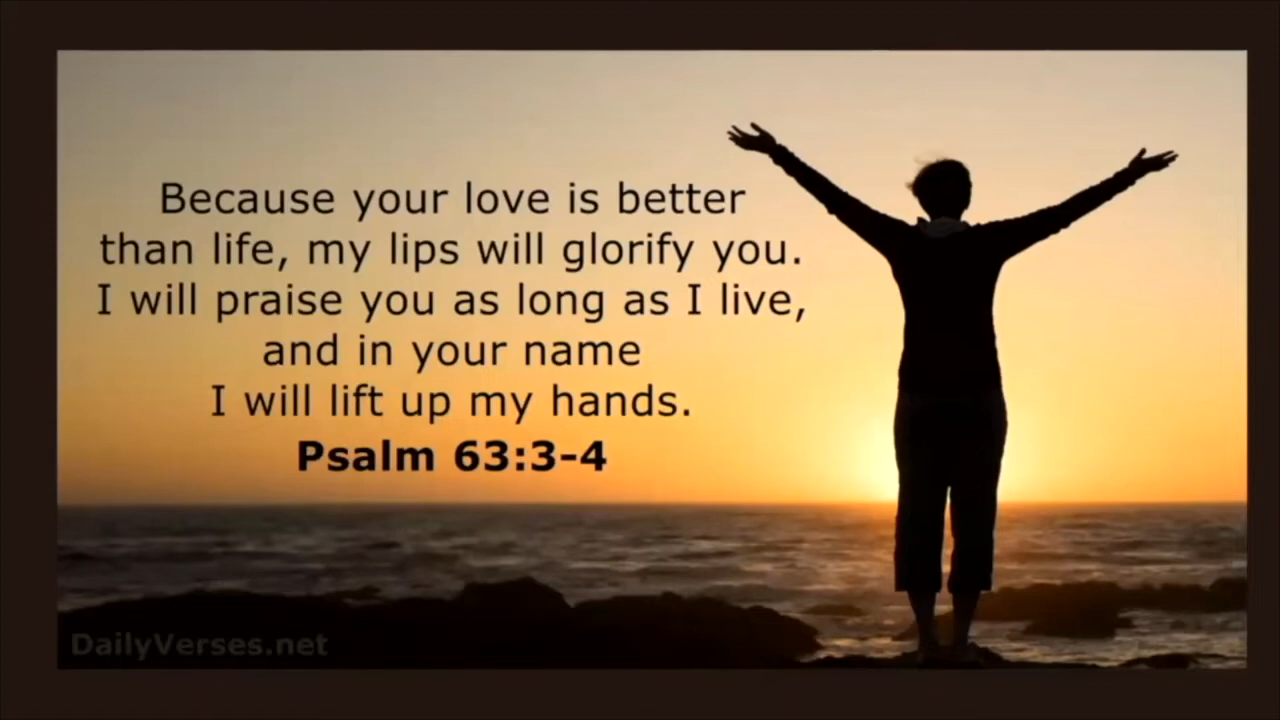 Because your love is better
than life, my lips will glorify you.
I will praise you as long as I live,
and in your name
I will lift up my hands.
Psalm 63:3-4
DailyVerses.net